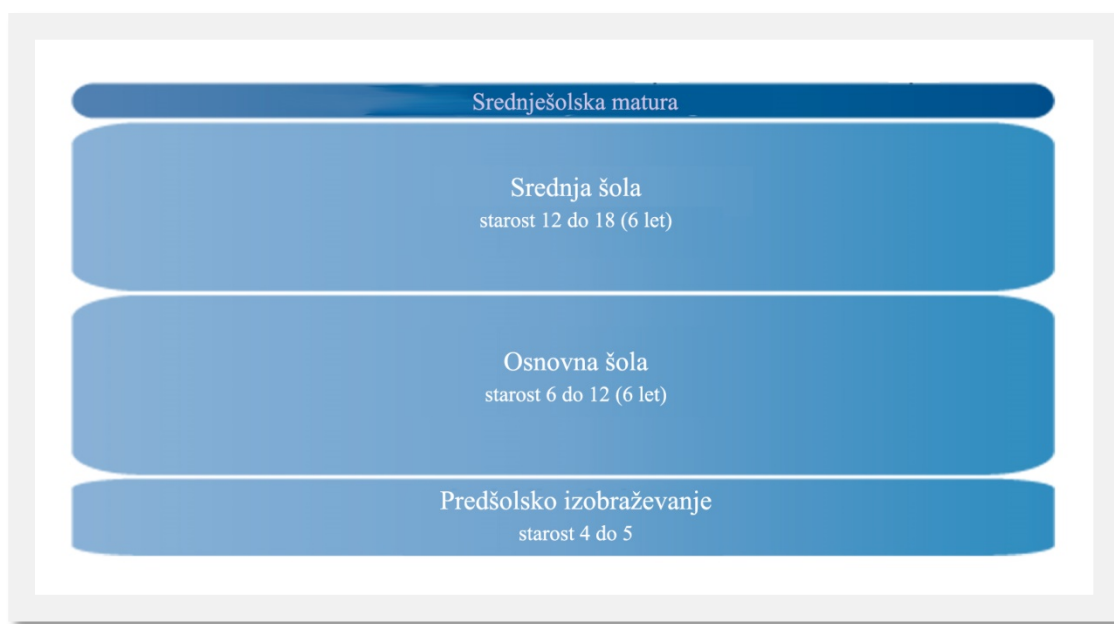 Srednješolska matura
Srednja šola
starost 12 do 18 (6 let)
Osnovna šola
starost 6 do 12 (6 let)
Predšolsko izobraževanje
starost 4 do 5